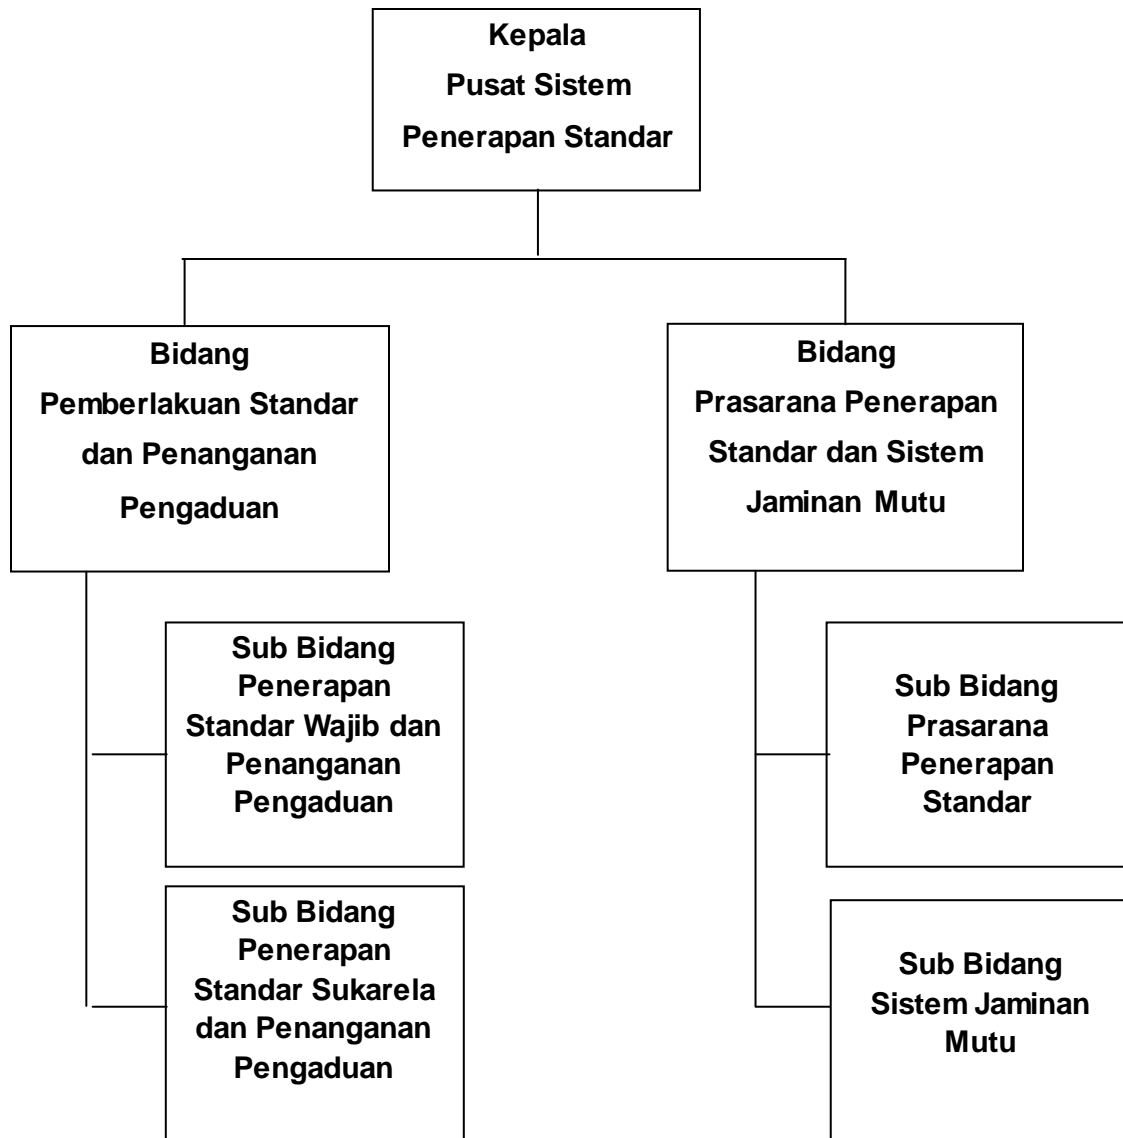 Kepala
Pusat Sistem
Penerapan Standar
Bidang
Pemberlakuan Standar
dan Penanganan
Pengaduan
Bidang
Prasarana Penerapan
Standar dan Sistem
Jaminan Mutu
Sub Bidang
Penerapan
Standar Wajib dan
Penanganan
Pengaduan
Sub Bidang
Prasarana
Penerapan
Standar
Sub Bidang
Penerapan
Standar Sukarela
dan Penanganan
Pengaduan
Sub Bidang
Sistem Jaminan
Mutu